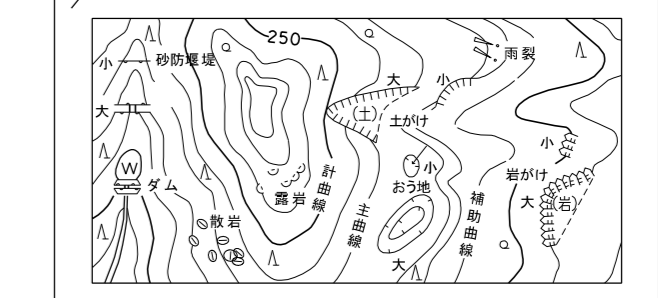 250
小 砂防堰堤
大
W
ダム
散岩
露岩
計曲線
主曲線
大
(土)
土がけ
小
雨裂
小
おう地
大
補助曲線
小
岩がけ
大
(岩)